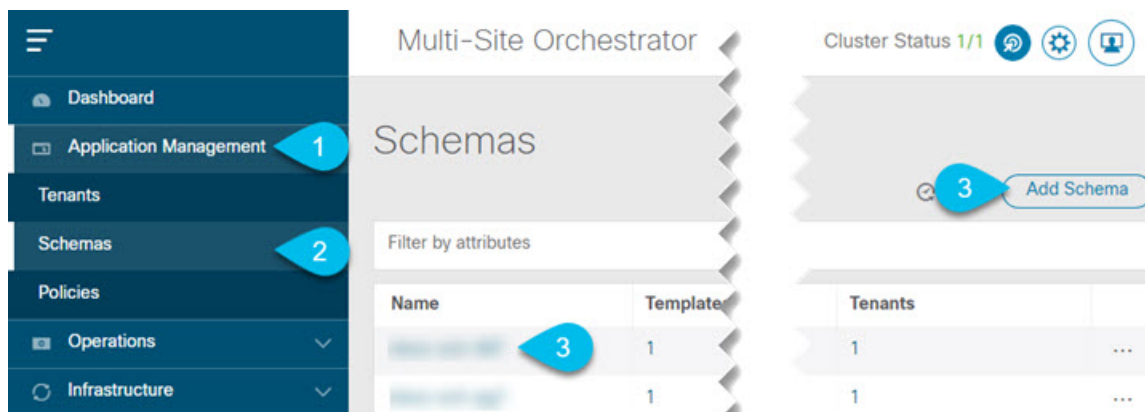 Multi-Site Orchestrator
Cluster Status 1/1
Dashboard
Application Management
1
Tenants
Schemas
2
Policies
Operations
Infrastructure
Schemas
3
Add Schema
Filter by attributes
Name
Template
Tenants
3
1
1
...
1
1
...